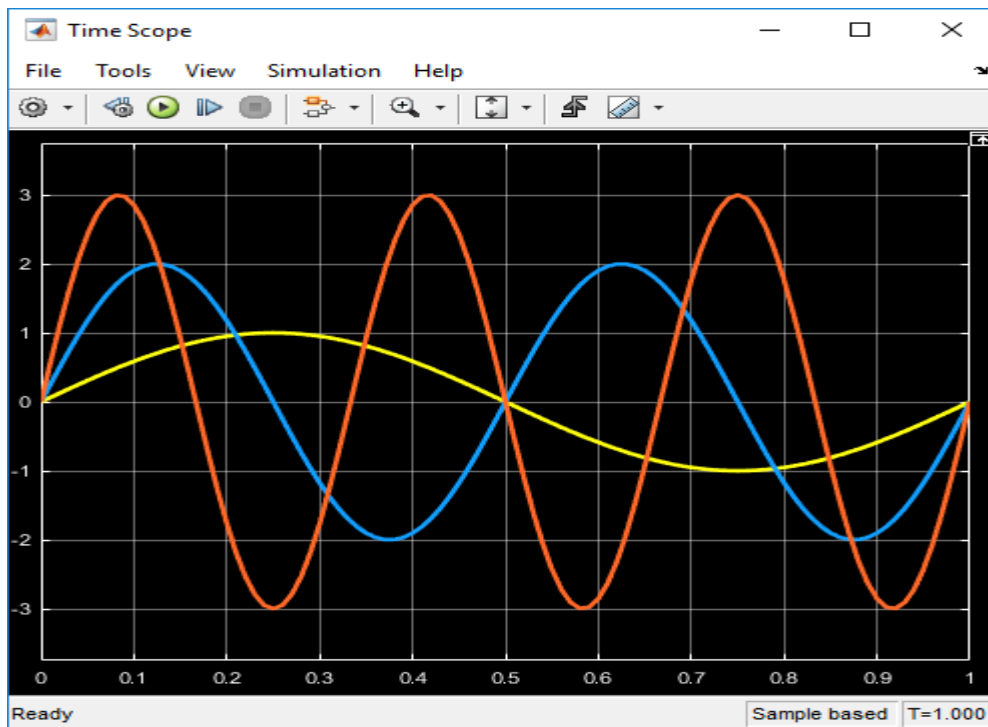 Time Scope
File Tools View Simulation Help
3
2
1
0
-1
-2
-3
0 0.1 0.2 0.3 0.4 0.5 0.6 0.7 0.8 0.9 1
Ready Sample based T=1.000